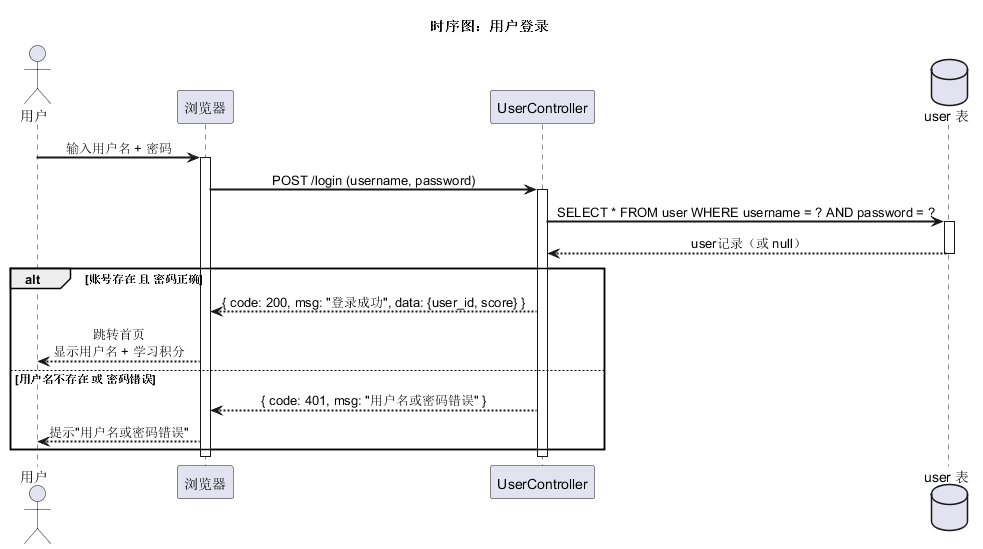 时序图：用户登录
用户
浏览器
UserController
user 表
输入用户名 + 密码
POST /login (username, password)
SELECT * FROM user WHERE username = ? AND password = ?
user记录（或 null）
alt
[账号存在 且 密码正确]
{ code: 200, msg: "登录成功", data: {user_id, score} }
跳转首页
显示用户名 + 学习积分
[用户名不存在 或 密码错误]
{ code: 401, msg: "用户名或密码错误" }
提示"用户名或密码错误"
用户
浏览器
UserController
user 表